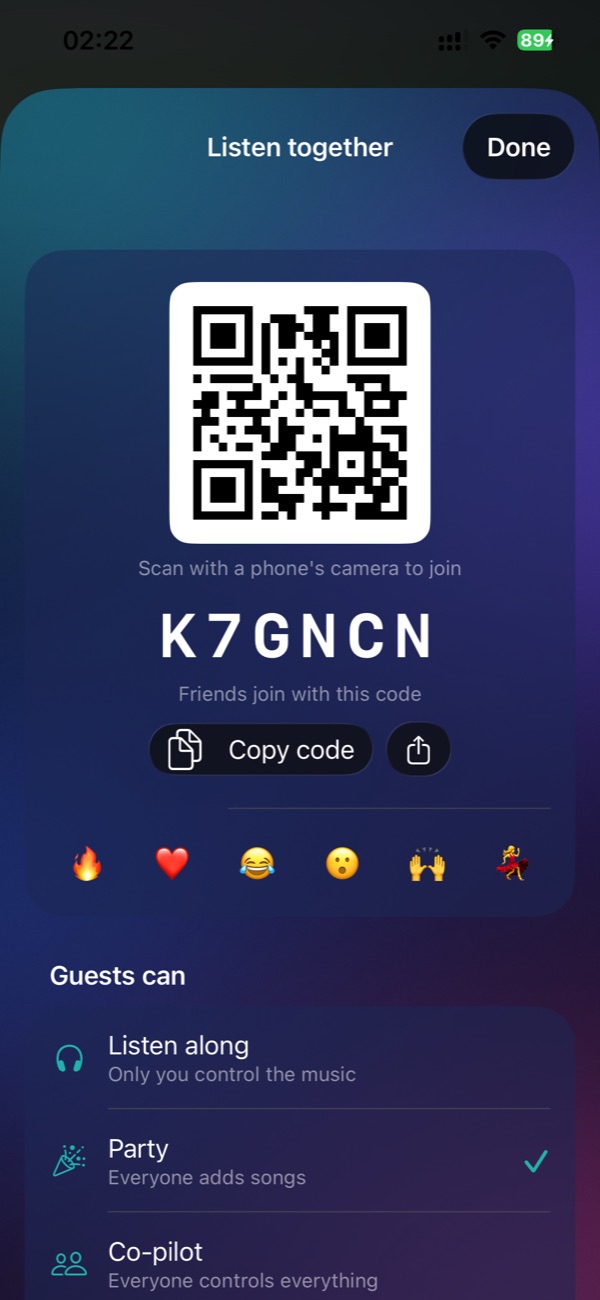 02:22
89
Listen together
Done
Scan with a phone's camera to join
K7GNCN
Friends join with this code
Copy code
Guests can
Listen along
Only you control the music
Party
Everyone adds songs
Co-pilot
Everyone controls everything